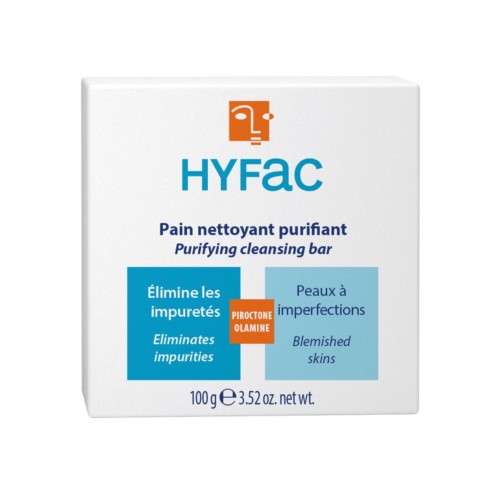 HYFaC
Pain nettoyant purifiant
Purifying cleansing bar
Élimine les
impuretés
Eliminates
impurities
PIROCTONE
OLAMINE
Peaux à
imperfections
Blemished
skins
100 g ℮ 3.52 oz. net wt.